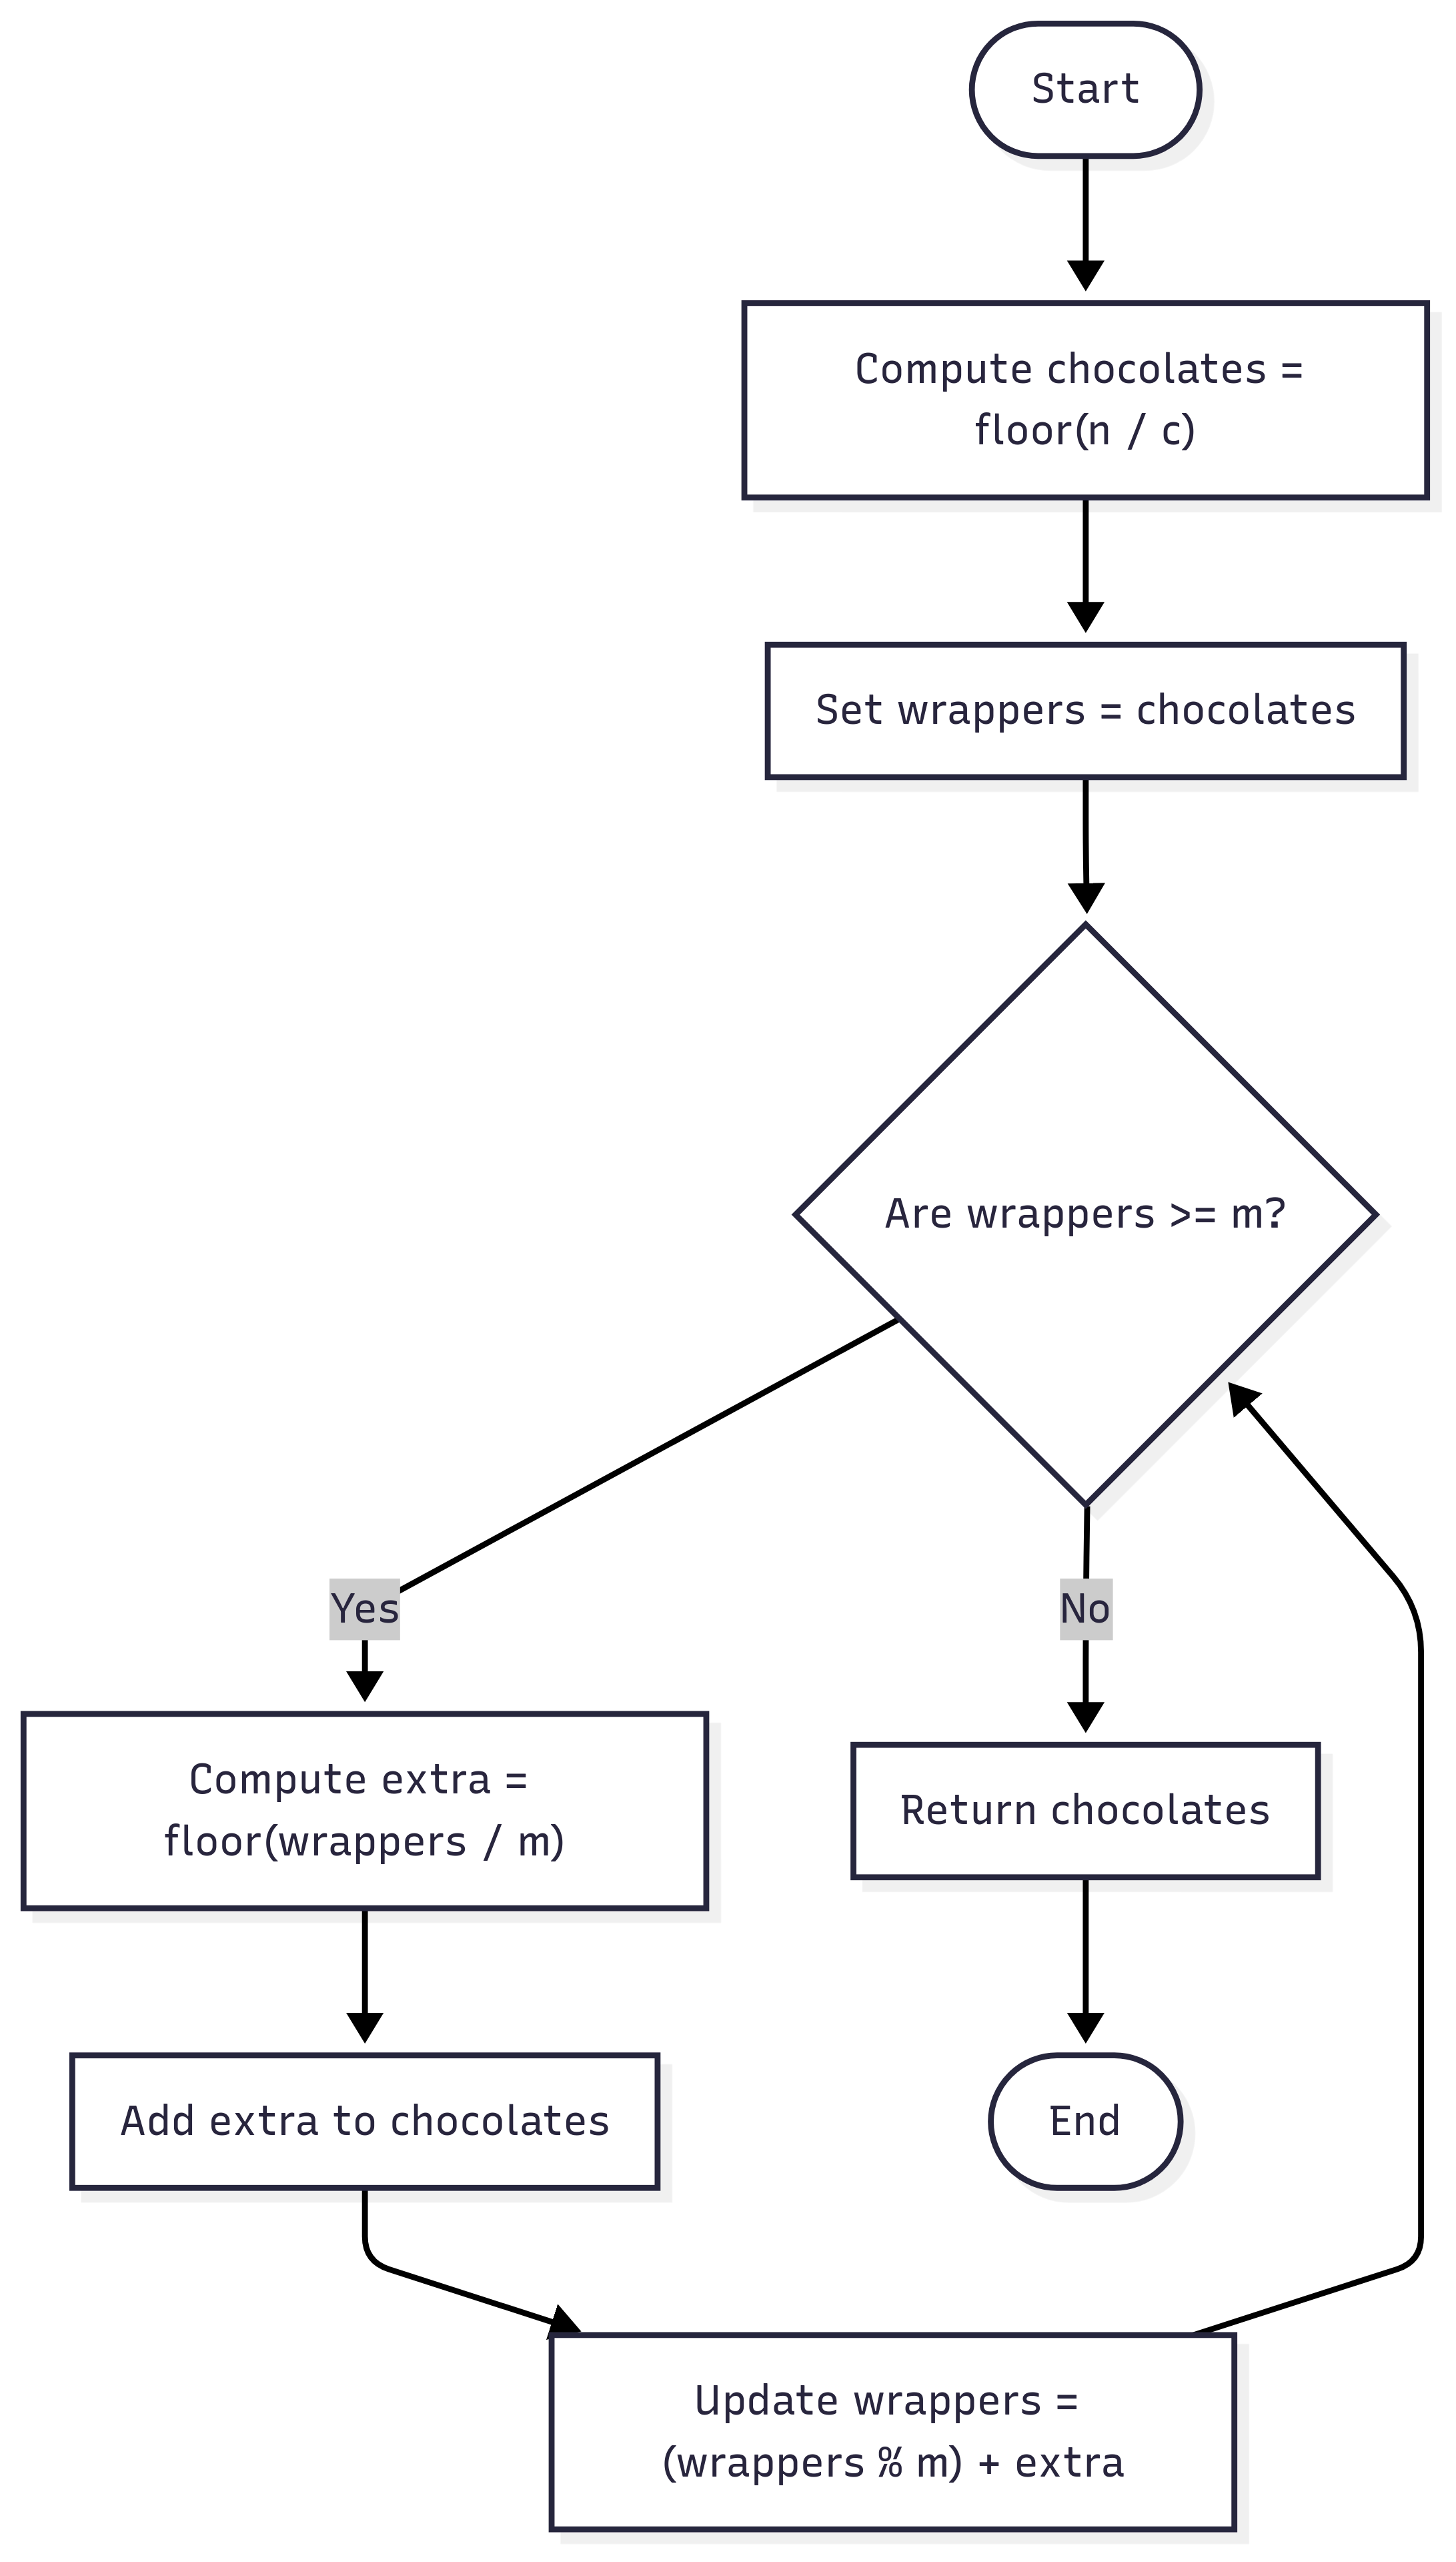 Start
Compute chocolates =
floor(n / c)
Set wrappers = chocolates
Are wrappers >= m?
Yes
No
Compute extra =
floor(wrappers / m)
Return chocolates
Add extra to chocolates
End
Update wrappers =
(wrappers % m) + extra